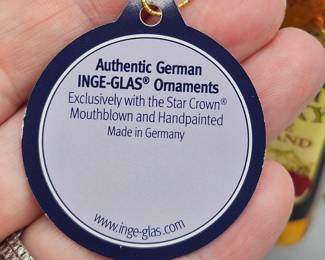 Authentic German
INGE-GLAS® Ornaments
Exclusively with the Star Crown®
Mouthblown and Handpainted
Made in Germany
www.inge-glas.com